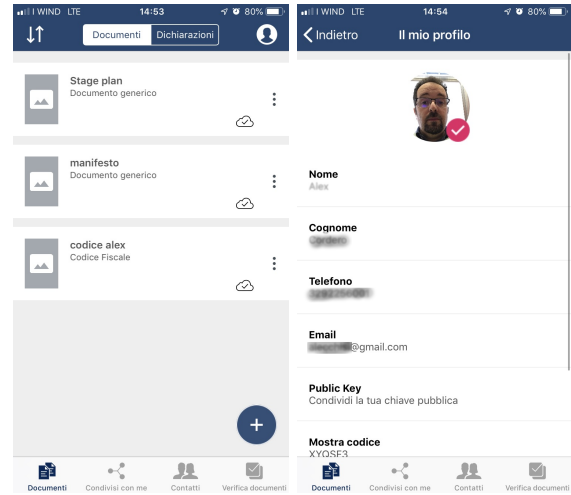 WIND LTE 14:53 80%
Documenti Dichiarazioni
Stage plan
Documento generico
manifesto
Documento generico
codice alex
Codice Fiscale
Documenti Condivisi con me Contatti Verifica documenti
WIND LTE 14:54 80%
Indietro Il mio profilo
Nome
Alex
Cognome
Telefono
Email
@gmail.com
Public Key
Condividi la tua chiave pubblica
Mostra codice
XYQSF3
Documenti Condivisi con me Contatti Verifica documenti